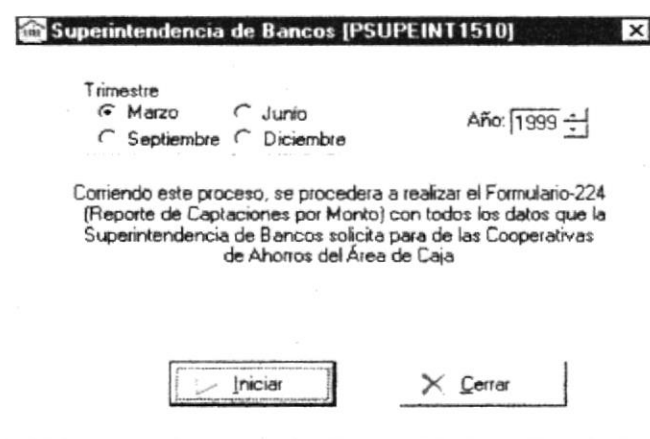 Superintendencia de Bancos [PSUPEINT1510]
Trimestre
Marzo Junio
Septiembre Diciembre
Año: 1999
Corriendo este proceso, se procedera a realizar el Formulario-224
(Reporte de Captaciones por Monto) con todos los datos que la
Superintendencia de Bancos solicita para de las Cooperativas
de Ahorros del Área de Caja
Iniciar
Cerrar